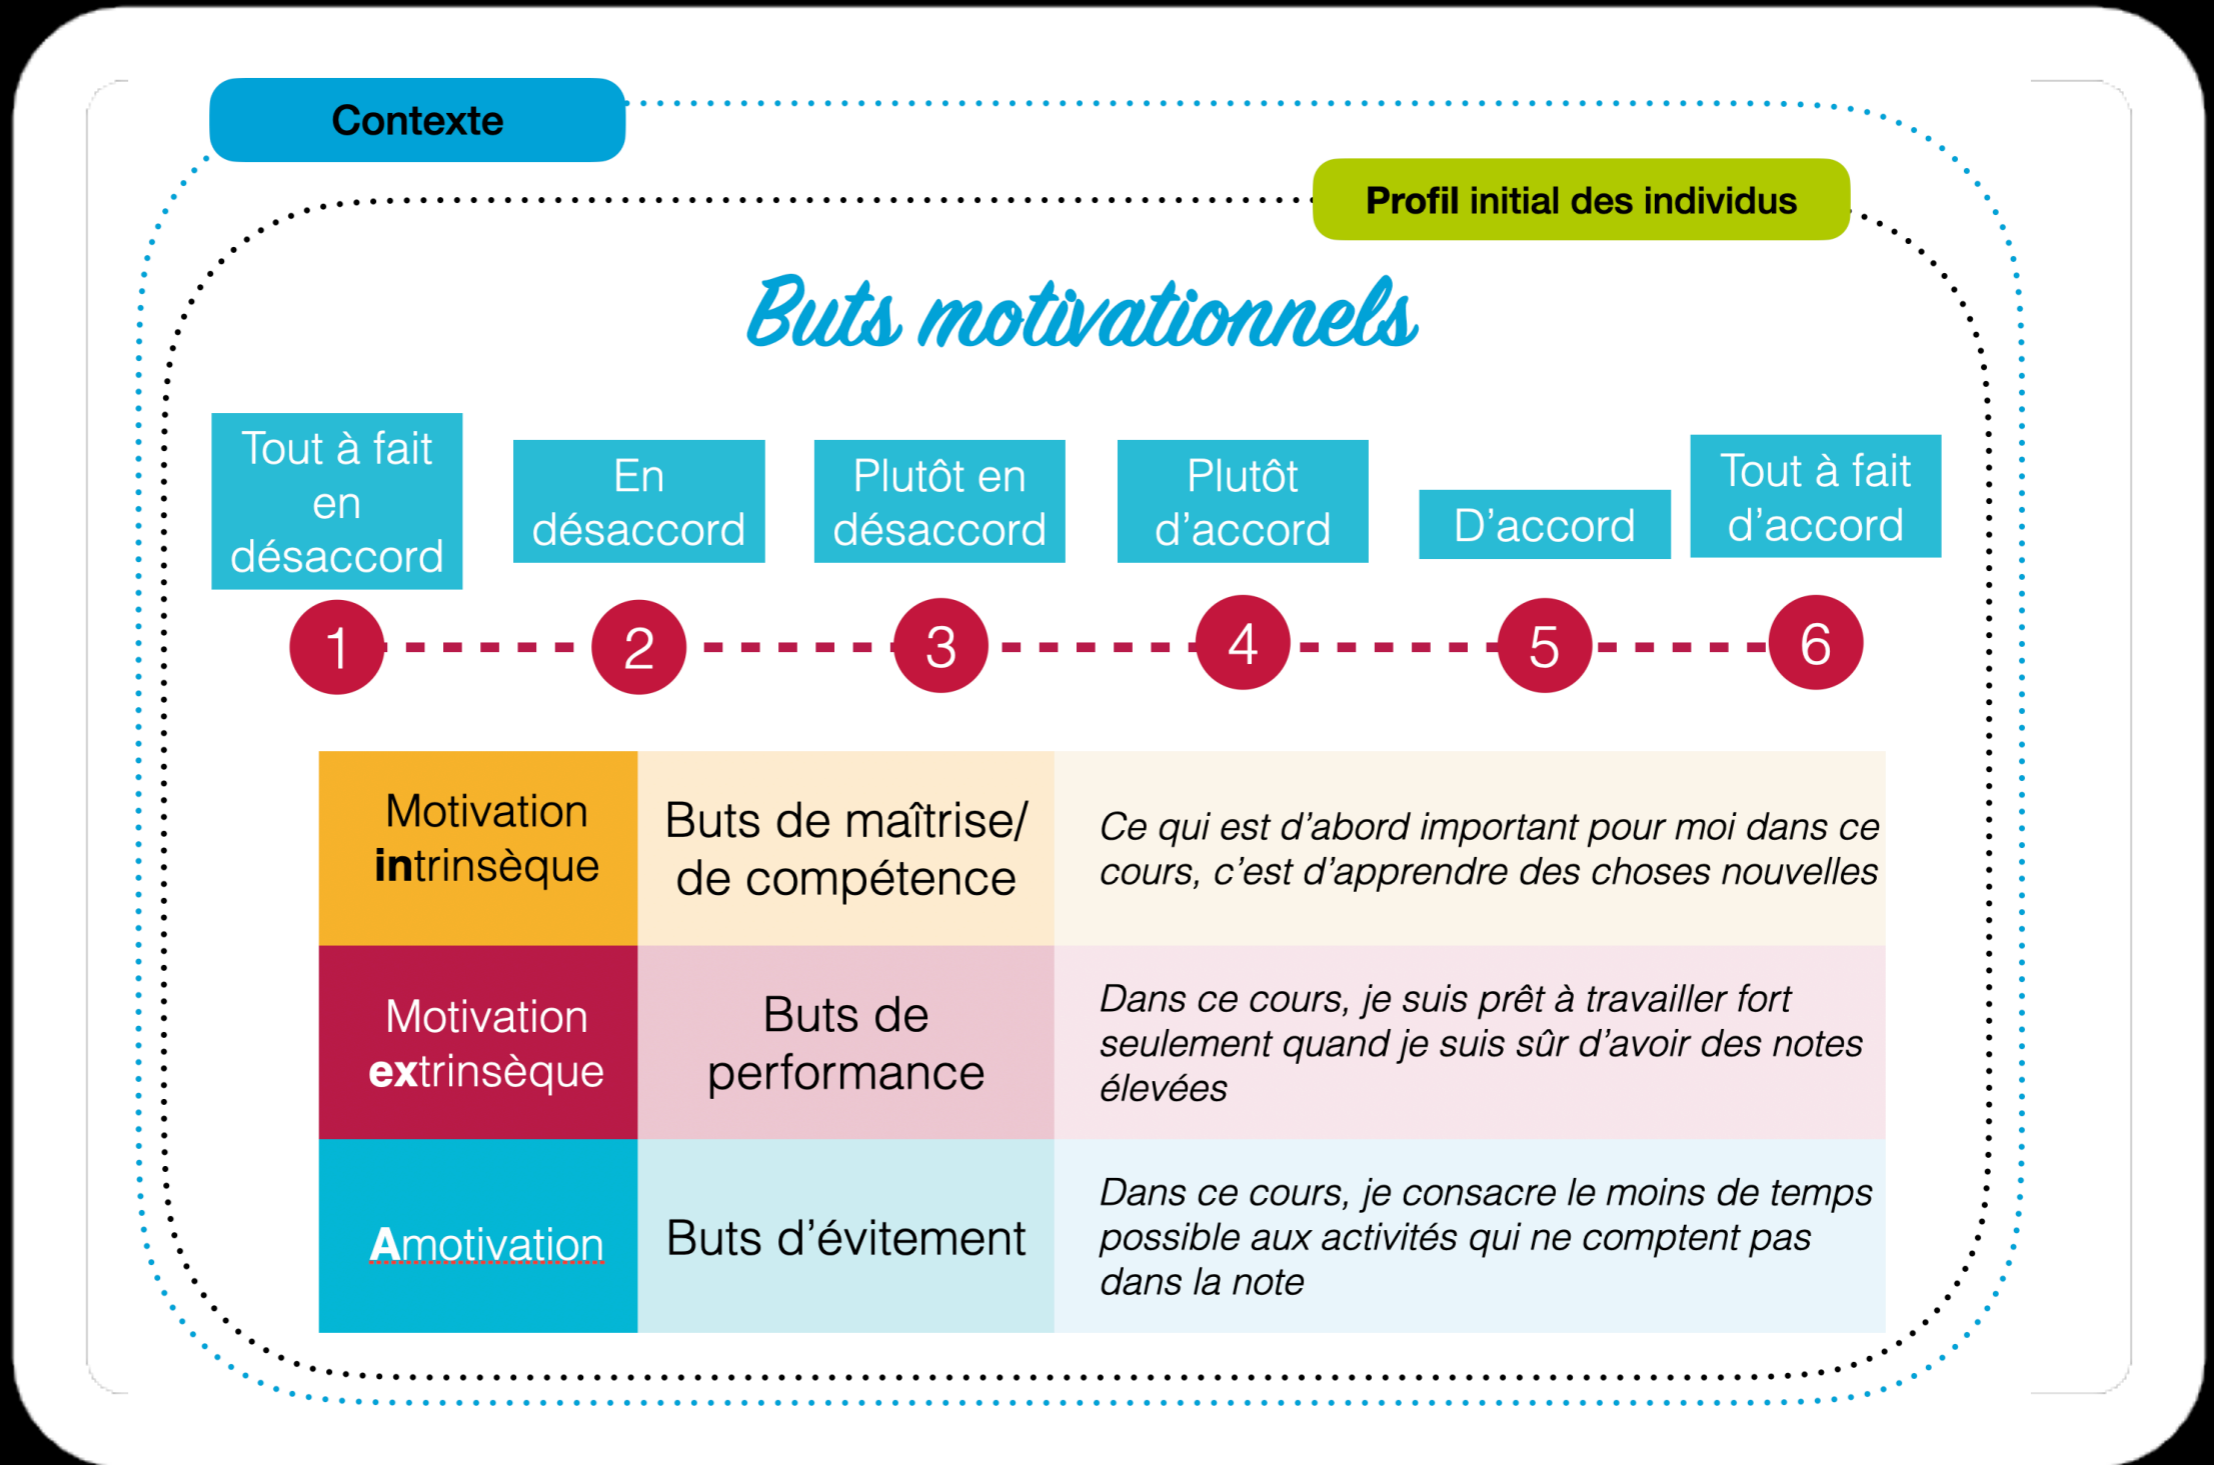 Contexte
Profil initial des individus
Buts motivationnels
Tout à fait
en
désaccord
En
désaccord
Plutôt en
désaccord
Plutôt
d’accord
D’accord
Tout à fait
d’accord
1
2
3
4
5
6
Motivation
intrinsèque
Buts de maîtrise/
de compétence
Ce qui est d’abord important pour moi dans ce
cours, c’est d’apprendre des choses nouvelles
Motivation
extrinsèque
Buts de
performance
Dans ce cours, je suis prêt à travailler fort
seulement quand je suis sûr d’avoir des notes
élevées
Amotivation
Buts d’évitement
Dans ce cours, je consacre le moins de temps
possible aux activités qui ne comptent pas
dans la note